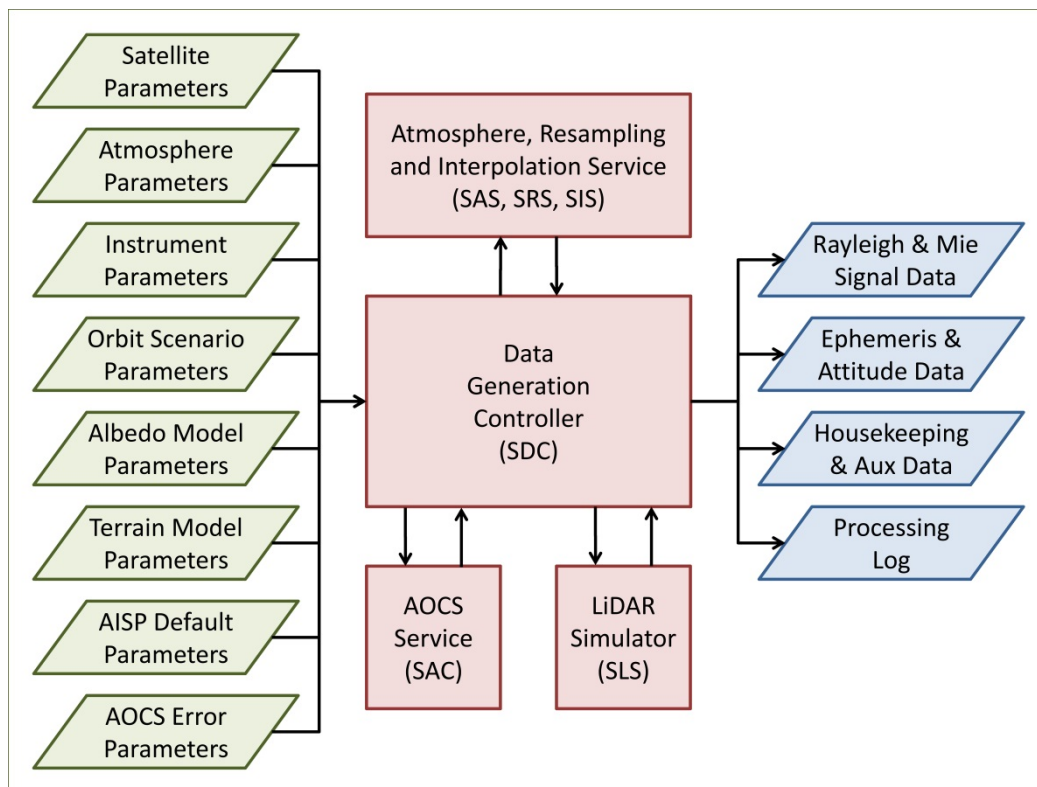 Satellite
Parameters
Atmosphere
Parameters
Instrument
Parameters
Orbit Scenario
Parameters
Albedo Model
Parameters
Terrain Model
Parameters
AISP Default
Parameters
AOCS Error
Parameters
Atmosphere, Resampling
and Interpolation Service
(SAS, SRS, SIS)
Data
Generation
Controller
(SDC)
AOCS
Service
(SAC)
LiDAR
Simulator
(SLS)
Rayleigh & Mie
Signal Data
Ephemeris &
Attitude Data
Housekeeping
& Aux Data
Processing
Log